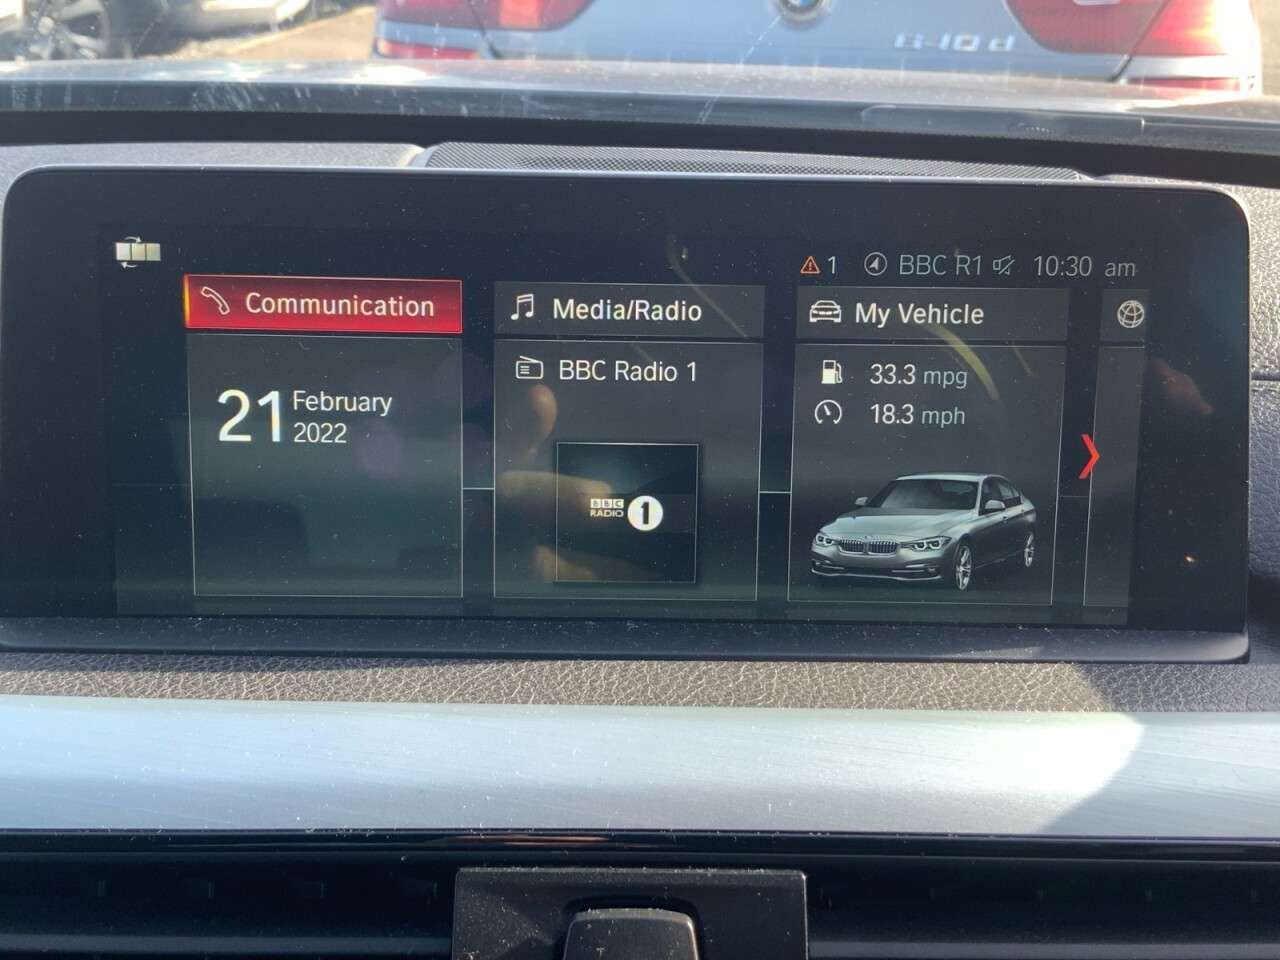 640d
1 BBC R1 10:30 am
Communication
21 February
2022
Media/Radio
BBC Radio 1
BBC
RADIO 1
My Vehicle
33.3 mpg
18.3 mph